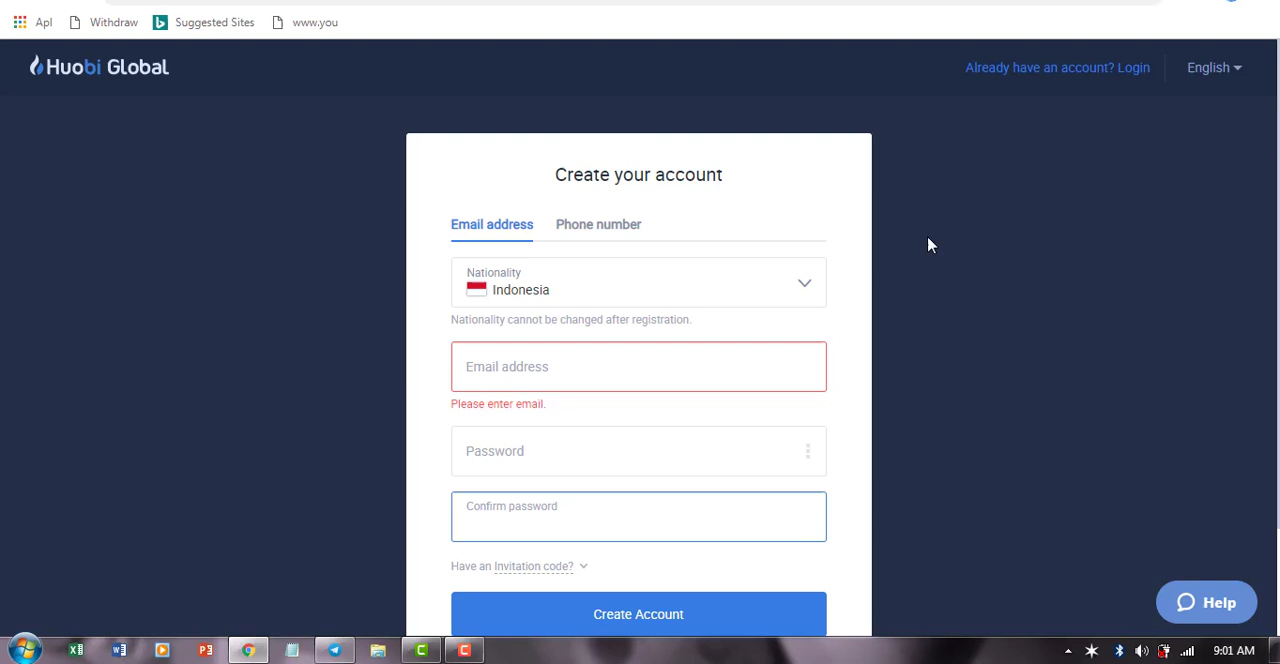 Apl Withdraw Suggested Sites www.you
Huobi Global
Already have an account? Login English
Create your account
Email address Phone number
Nationality
Indonesia
Nationality cannot be changed after registration.
Email address
Please enter email.
Password
Confirm password
Have an Invitation code?
Create Account
Help
9:01 AM